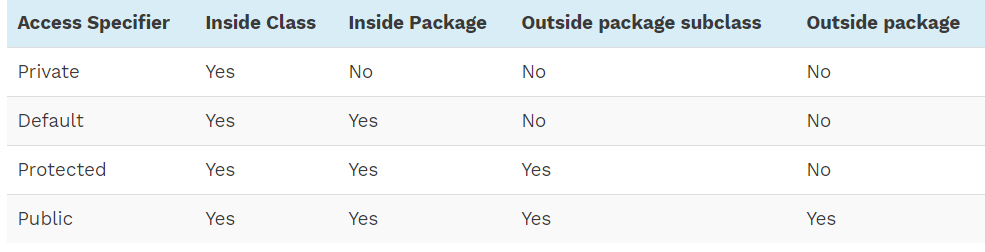 Access Specifier Inside Class Inside Package Outside package subclass Outside package
Private Yes No No No
Default Yes Yes No No
Protected Yes Yes Yes No
Public Yes Yes Yes Yes